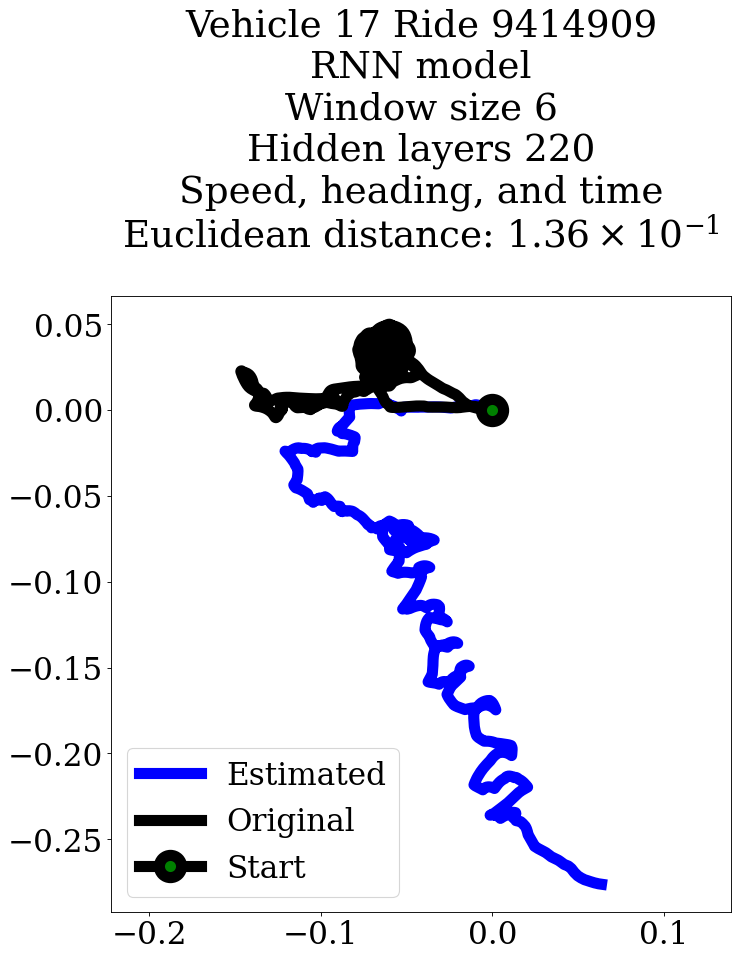 Vehicle 17 Ride 9414909
RNN model
Window size 6
Hidden layers 220
Speed, heading, and time
Euclidean distance: 1.36 × 10⁻¹
0.05
0.00
−0.05
−0.10
−0.15
−0.20
−0.25
Estimated
Original
Start
−0.2
−0.1
0.0
0.1